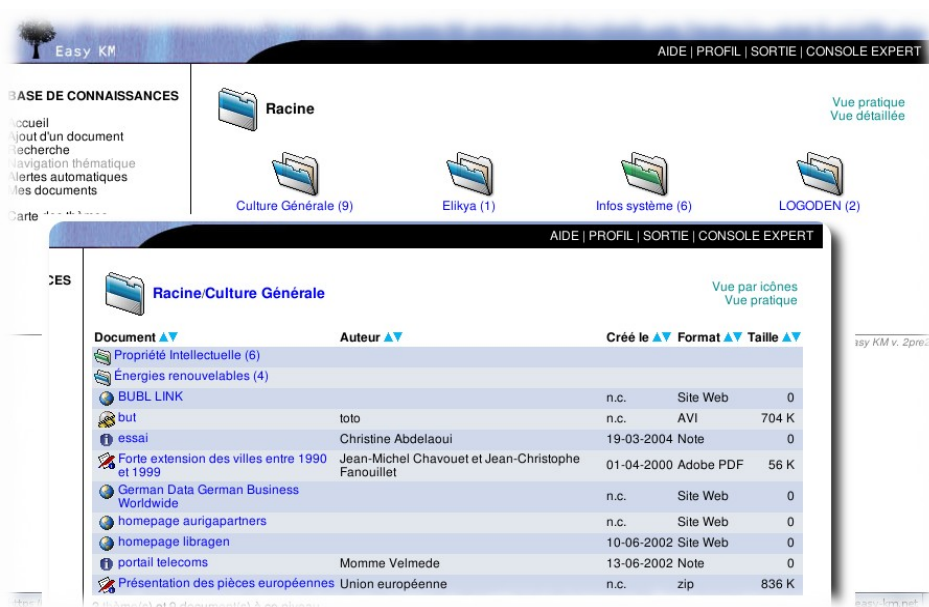 Easy KM
AIDE | PROFIL | SORTIE | CONSOLE EXPERT
BASE DE CONNAISSANCES
Accueil
Ajout d'un document
Recherche
Navigation thématique
Alertes automatiques
Mes documents
Carte des thèmes
Racine
Vue pratique
Vue détaillée
Culture Générale (9)
Elikya (1)
Infos système (6)
LOGODEN (2)
AIDE | PROFIL | SORTIE | CONSOLE EXPERT
CES
Racine/Culture Générale
Vue par icônes
Vue pratique
Document Auteur Créé le Format Taille
Propriété Intellectuelle (6)
Énergies renouvelables (4)
BUBL LINK n.c. Site Web 0
but toto n.c. AVI 704 K
essai Christine Abdelaoui 19-03-2004 Note 0
Forte extension des villes entre 1990 Jean-Michel Chavouet et Jean-Christophe 01-04-2000 Adobe PDF 56 K
et 1999 Fanouillet
German Data German Business n.c. Site Web 0
Worldwide
homepage aurigapartners n.c. Site Web 0
homepage libragen 10-06-2002 Site Web 0
portail telecoms Momme Velmede 13-06-2002 Note 0
Présentation des pièces européennes Union européenne n.c. zip 836 K
asy KM v. 2pre2
easy-km.net